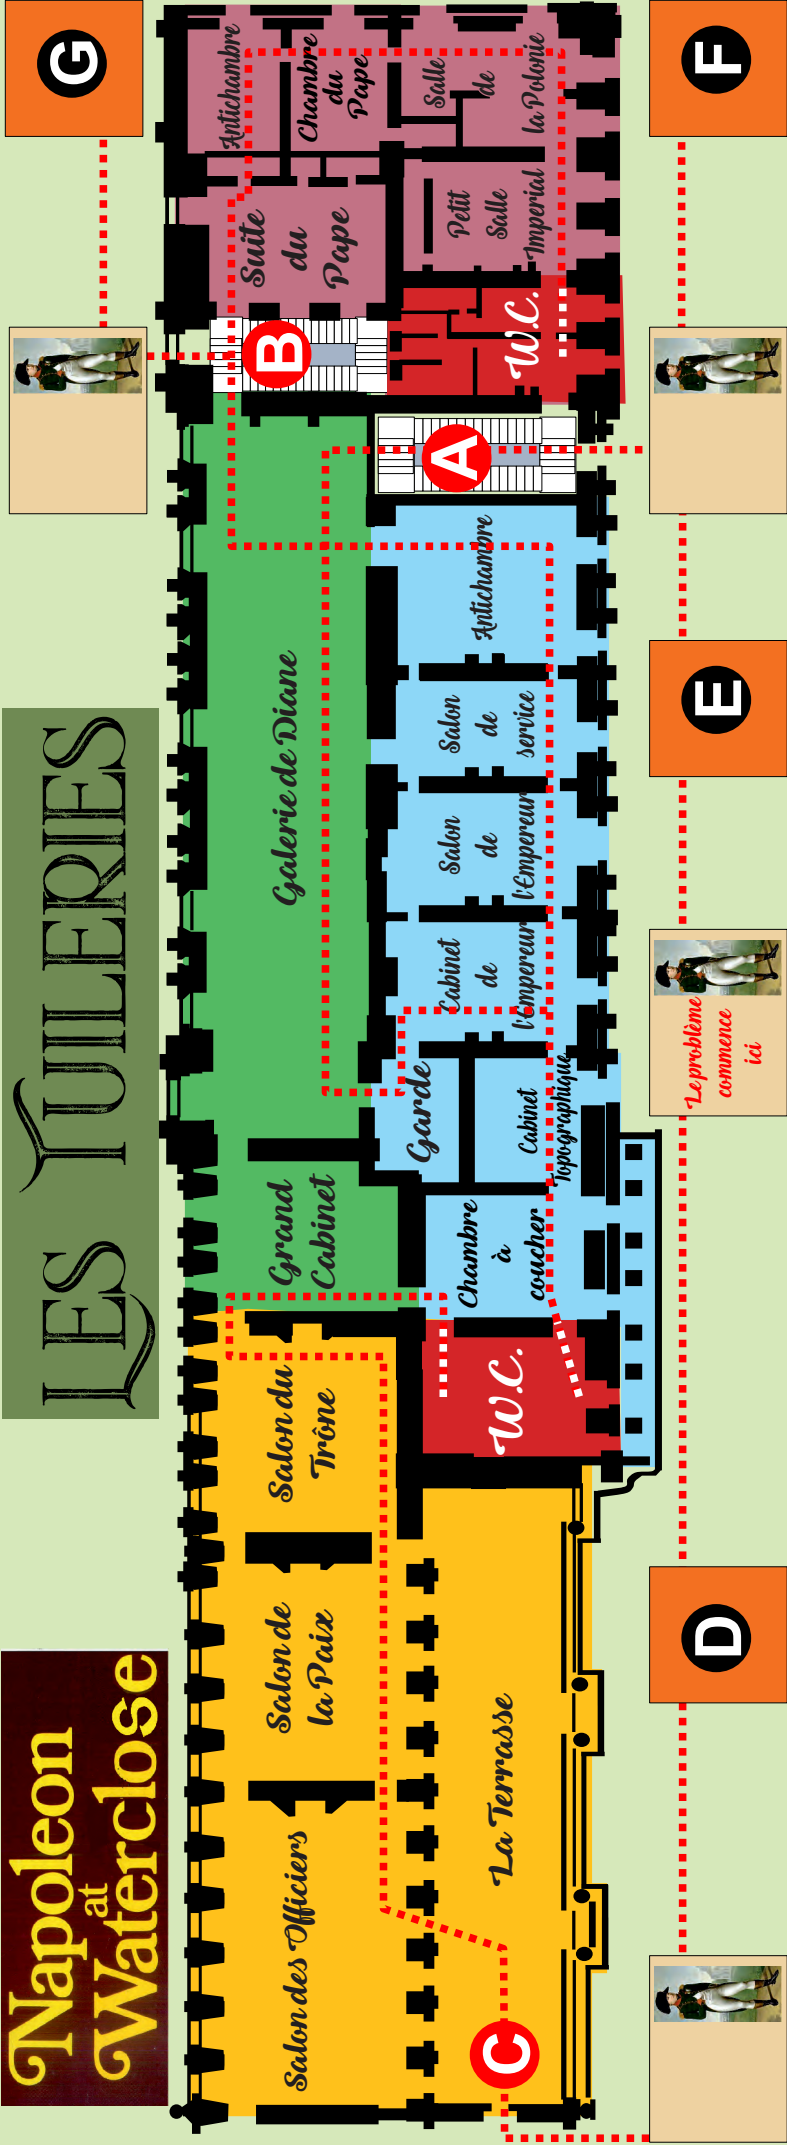 Napoleon
at
Waterclose
LES TUILERIES
G
Salon des Officiers
Salon de
la Paix
Salon du
Trône
Grand
Cabinet
Galerie de Diane
B
Suite
du
Pape
Antichambre
Chambre
du
Pape
Salle
de
la Polonie
Petit
Salle
Imperial
W.C.
A
C
La Terrasse
W.C.
Chambre
à
coucher
Garde
Cabinet
Topographique
Cabinet
de
l'Empereur
Salon
de
l'Empereur
Salon
de
service
Antichambre
D
Le problème
commence
ici
E
F